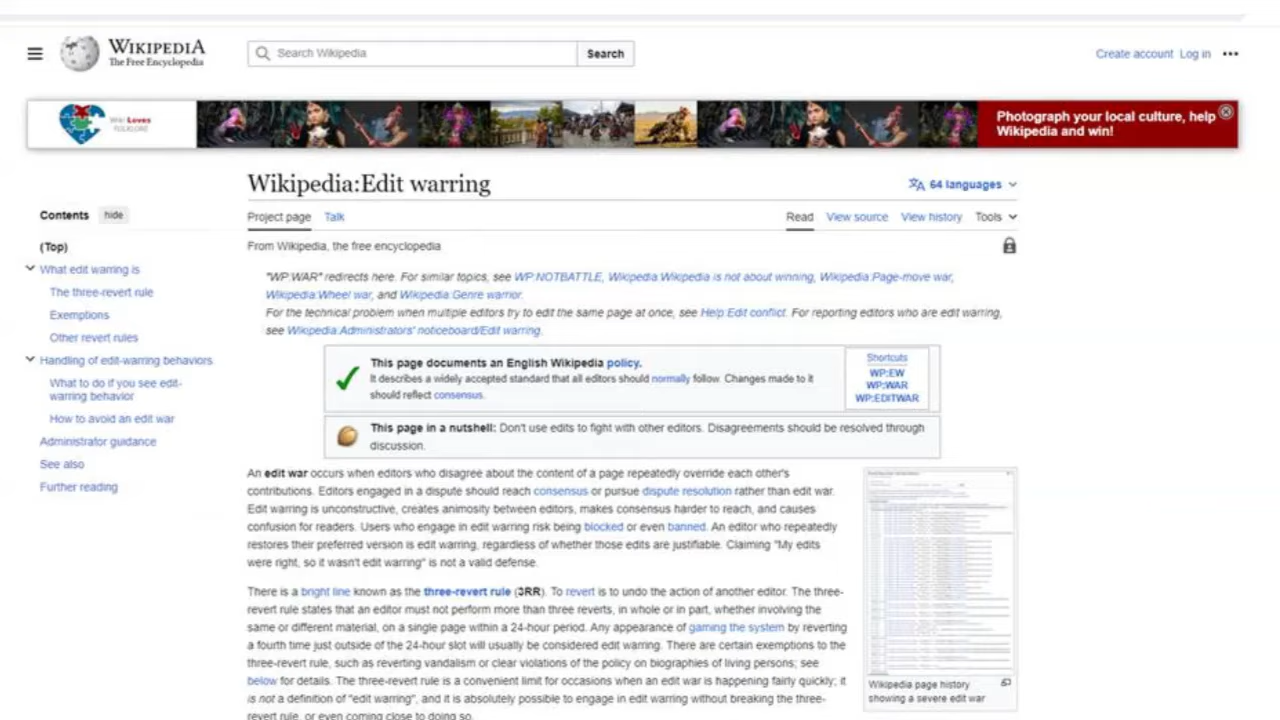 WIKIPEDIA
The Free Encyclopedia
Search Wikipedia
Search
Create account Log in
Wiki Loves
FOLKLORE
Photograph your local culture, help
Wikipedia and win!
Wikipedia:Edit warring
64 languages
Contents hide
Project page Talk
Read View source View history Tools
(Top)
What edit warring is
The three-revert rule
Exemptions
Other revert rules
Handling of edit-warring behaviors
What to do if you see edit-
warring behavior
How to avoid an edit war
Administrator guidance
See also
Further reading
From Wikipedia, the free encyclopedia
"WP:WAR" redirects here. For similar topics, see WP:NOTBATTLE, Wikipedia:Wikipedia is not about winning, Wikipedia:Page-move war,
Wikipedia:Wheel war, and Wikipedia:Genre warrior.
For the technical problem when multiple editors try to edit the same page at once, see Help:Edit conflict. For reporting editors who are edit warring,
see Wikipedia:Administrators' noticeboard/Edit warring.
This page documents an English Wikipedia policy.
It describes a widely accepted standard that all editors should normally follow. Changes made to it
should reflect consensus.
Shortcuts
WP:EW
WP:WAR
WP:EDITWAR
This page in a nutshell: Don't use edits to fight with other editors. Disagreements should be resolved through
discussion.
An edit war occurs when editors who disagree about the content of a page repeatedly override each other's
contributions. Editors engaged in a dispute should reach consensus or pursue dispute resolution rather than edit war.
Edit warring is unconstructive, creates animosity between editors, makes consensus harder to reach, and causes
confusion for readers. Users who engage in edit warring risk being blocked or even banned. An editor who repeatedly
restores their preferred version is edit warring, regardless of whether those edits are justifiable. Claiming "My edits
were right, so it wasn't edit warring" is not a valid defense.
There is a bright line known as the three-revert rule (3RR). To revert is to undo the action of another editor. The three-
revert rule states that an editor must not perform more than three reverts, in whole or in part, whether involving the
same or different material, on a single page within a 24-hour period. Any appearance of gaming the system by reverting
a fourth time just outside of the 24-hour slot will usually be considered edit warring. There are certain exemptions to the
three-revert rule, such as reverting vandalism or clear violations of the policy on biographies of living persons; see
below for details. The three-revert rule is a convenient limit for occasions when an edit war is happening fairly quickly; it
is not a definition of "edit warring", and it is absolutely possible to engage in edit warring without breaking the three-
revert rule, or even coming close to doing so.
Wikipedia page history
showing a severe edit war